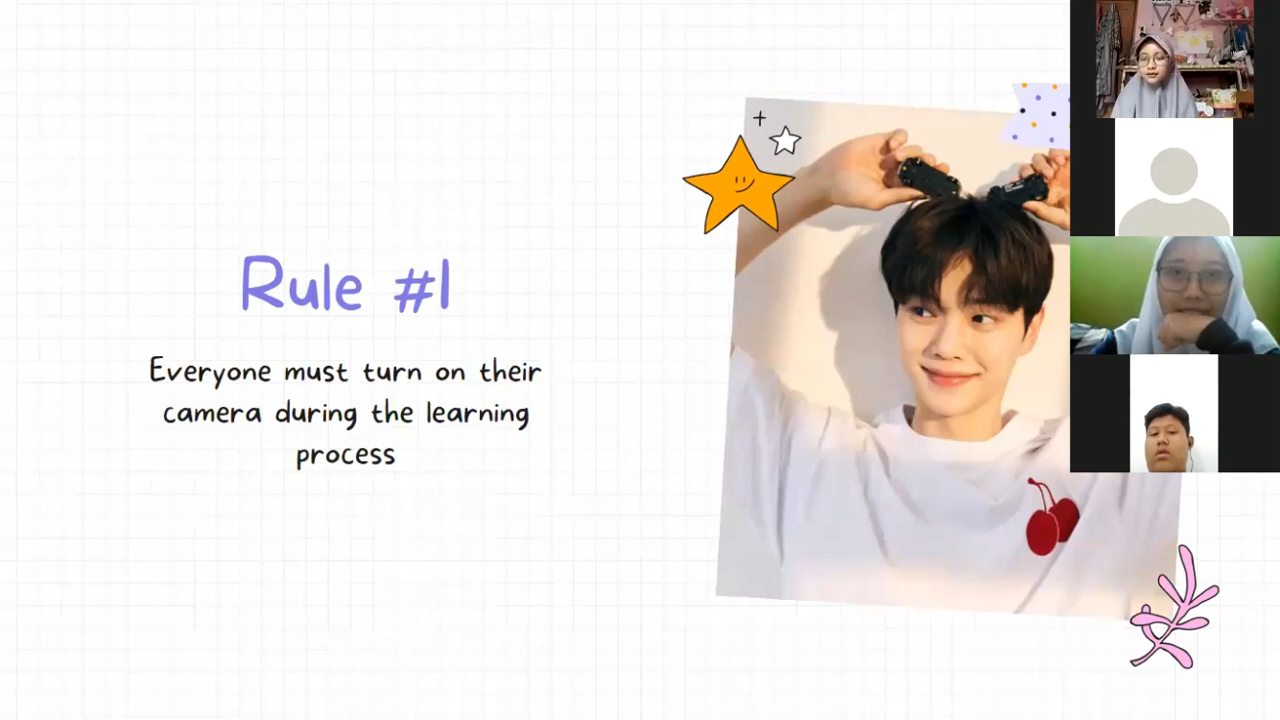 Rule #1
Everyone must turn on their
camera during the learning
process